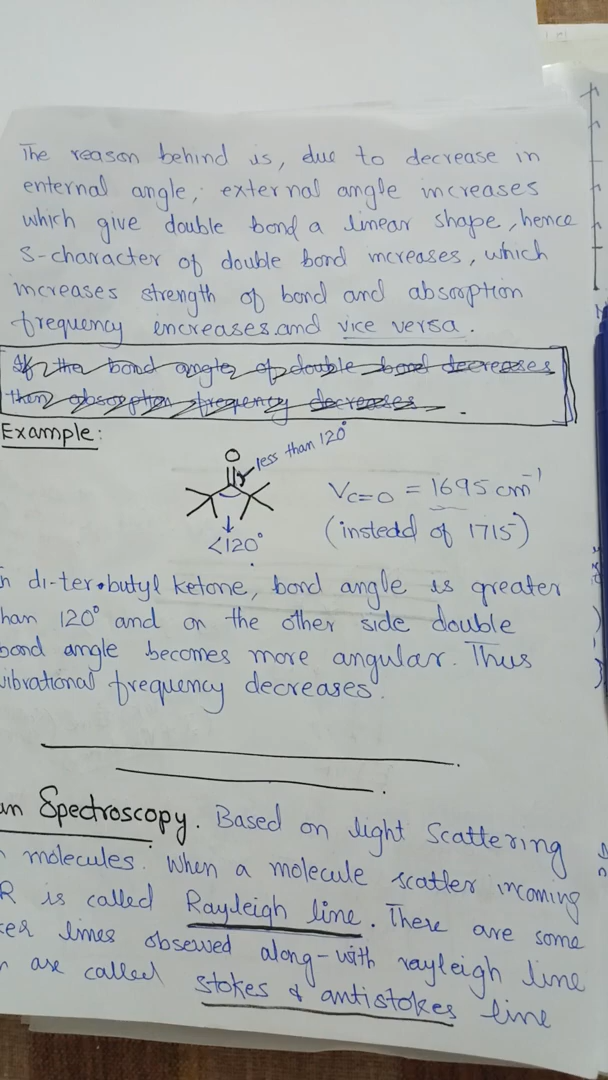 The reason behind is, due to decrease in
enternal angle, external angle increases
which give double bond a linear shape, hence
S-character of double bond increases, which
increases strength of bond and absorption
frequency encreases and vice versa.
If the bond angles of double bond decreases
then absorption frequency decreases.
Example:
O
less than 120°
VC=O = 1695 cm-1
(instedd of 1715)
<120°
n di-ter.butyl ketone, bond angle is greater
han 120° and on the other side double
bond angle becomes more angular. Thus
vibrational frequency decreases.
an Spectroscopy. Based on light Scattering
molecules. When a molecule scatter incoming
R is called Rayleigh line. There are some
ker lines obsewed along-with rayleigh line
are called stokes & antistokes line